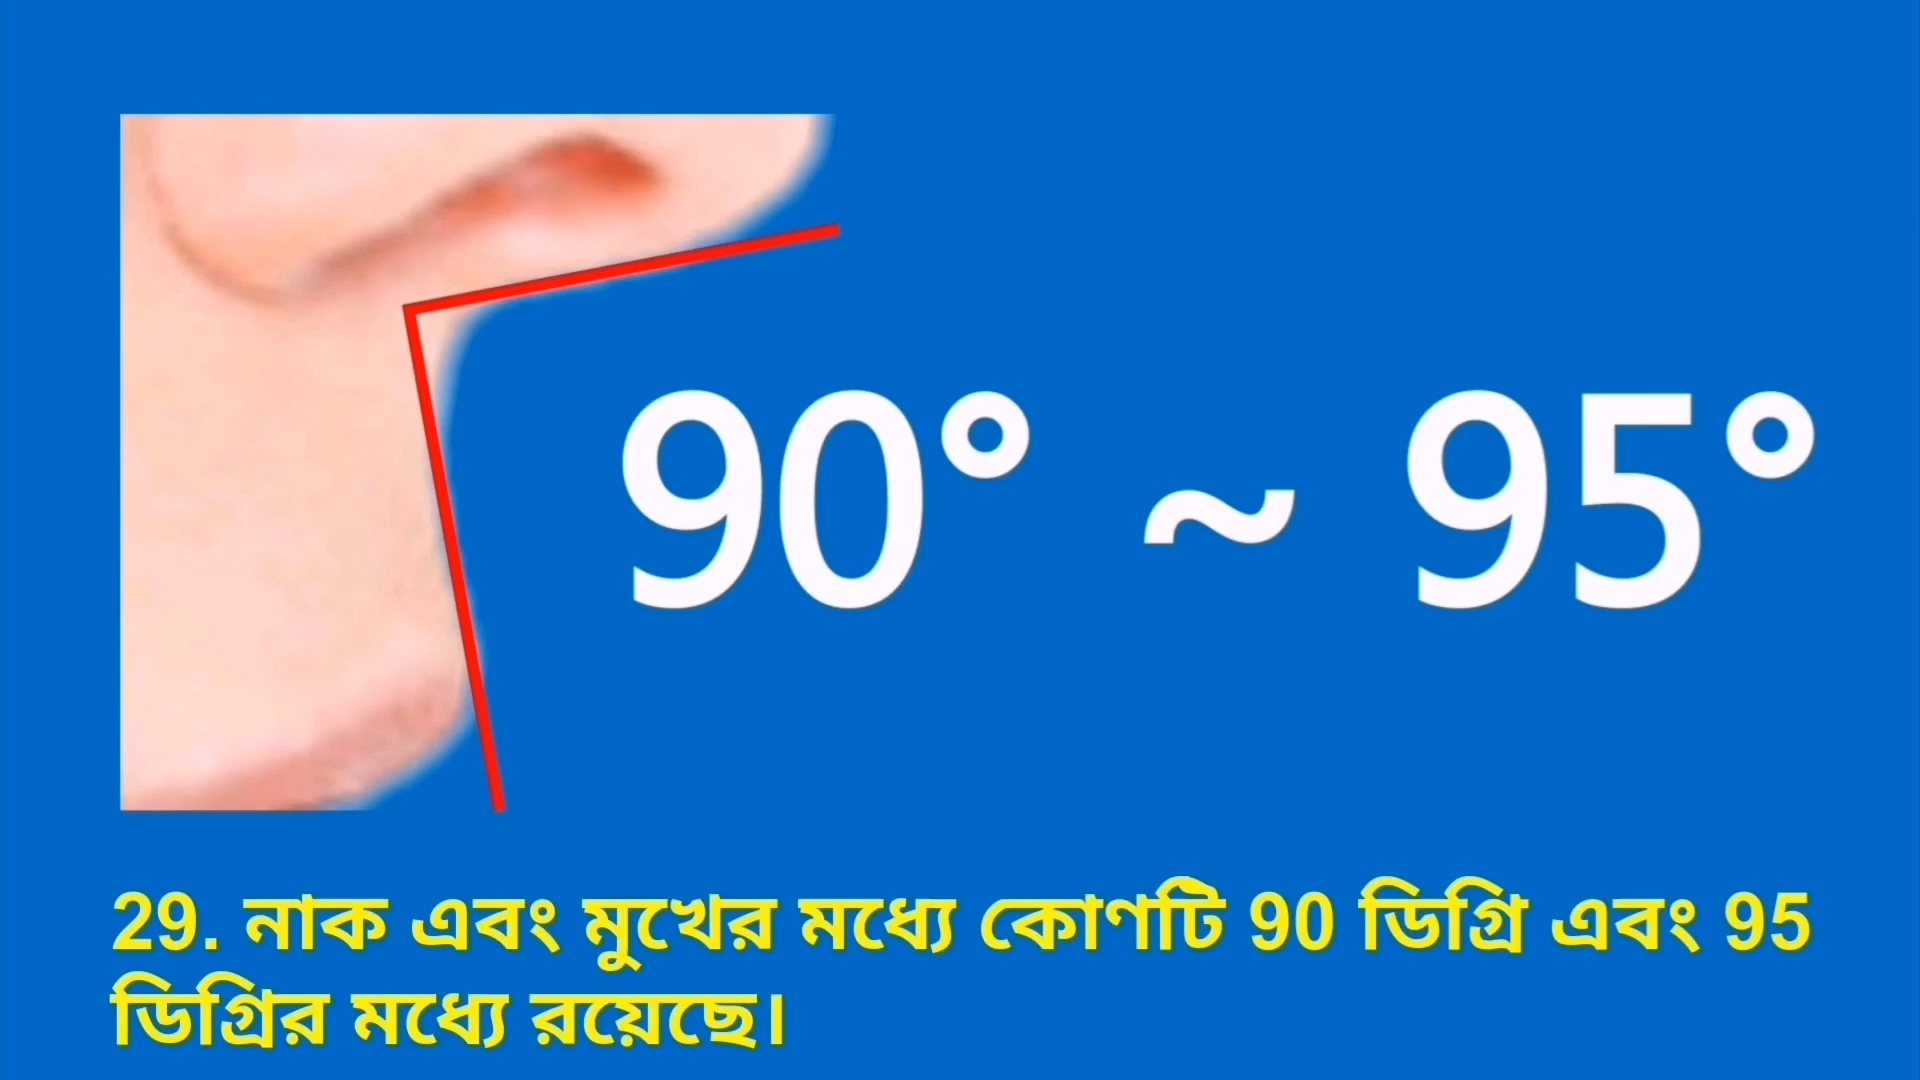 90° ~ 95°
29. নাক এবং মুখের মধ্যে কোণটি 90 ডিগ্রি এবং 95
ডিগ্রির মধ্যে রয়েছে।